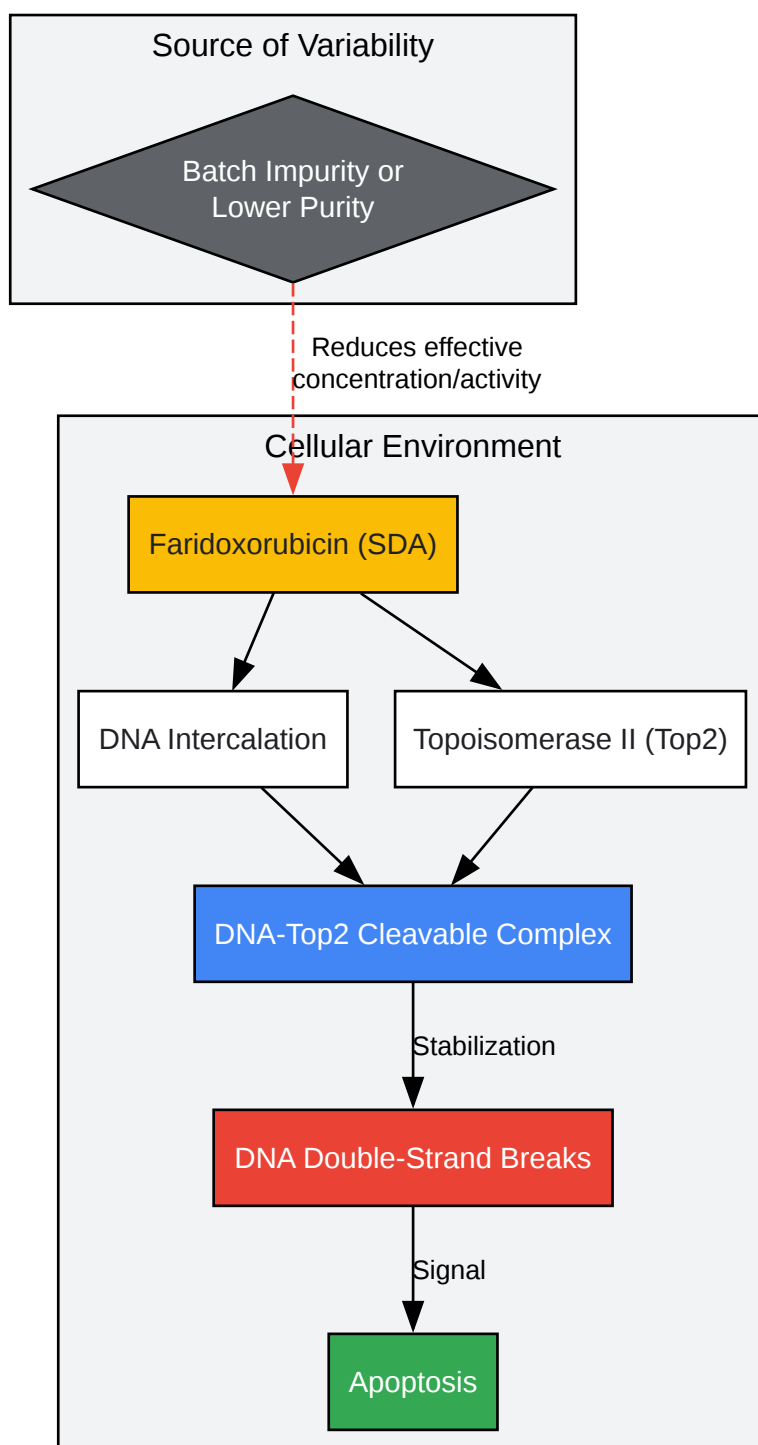 Source of Variability
Batch Impurity or
Lower Purity
Reduces effective
concentration/activity
Cellular Environment
Faridoxorubicin (SDA)
DNA Intercalation
Topoisomerase II (Top2)
DNA-Top2 Cleavable Complex
Stabilization
DNA Double-Strand Breaks
Signal
Apoptosis